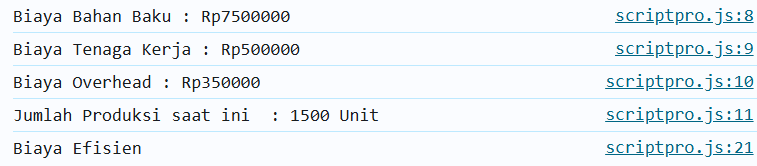 Biaya Bahan Baku : Rp7500000 scriptpro.js:8
Biaya Tenaga Kerja : Rp500000 scriptpro.js:9
Biaya Overhead : Rp350000 scriptpro.js:10
Jumlah Produksi saat ini  : 1500 Unit scriptpro.js:11
Biaya Efisien scriptpro.js:21